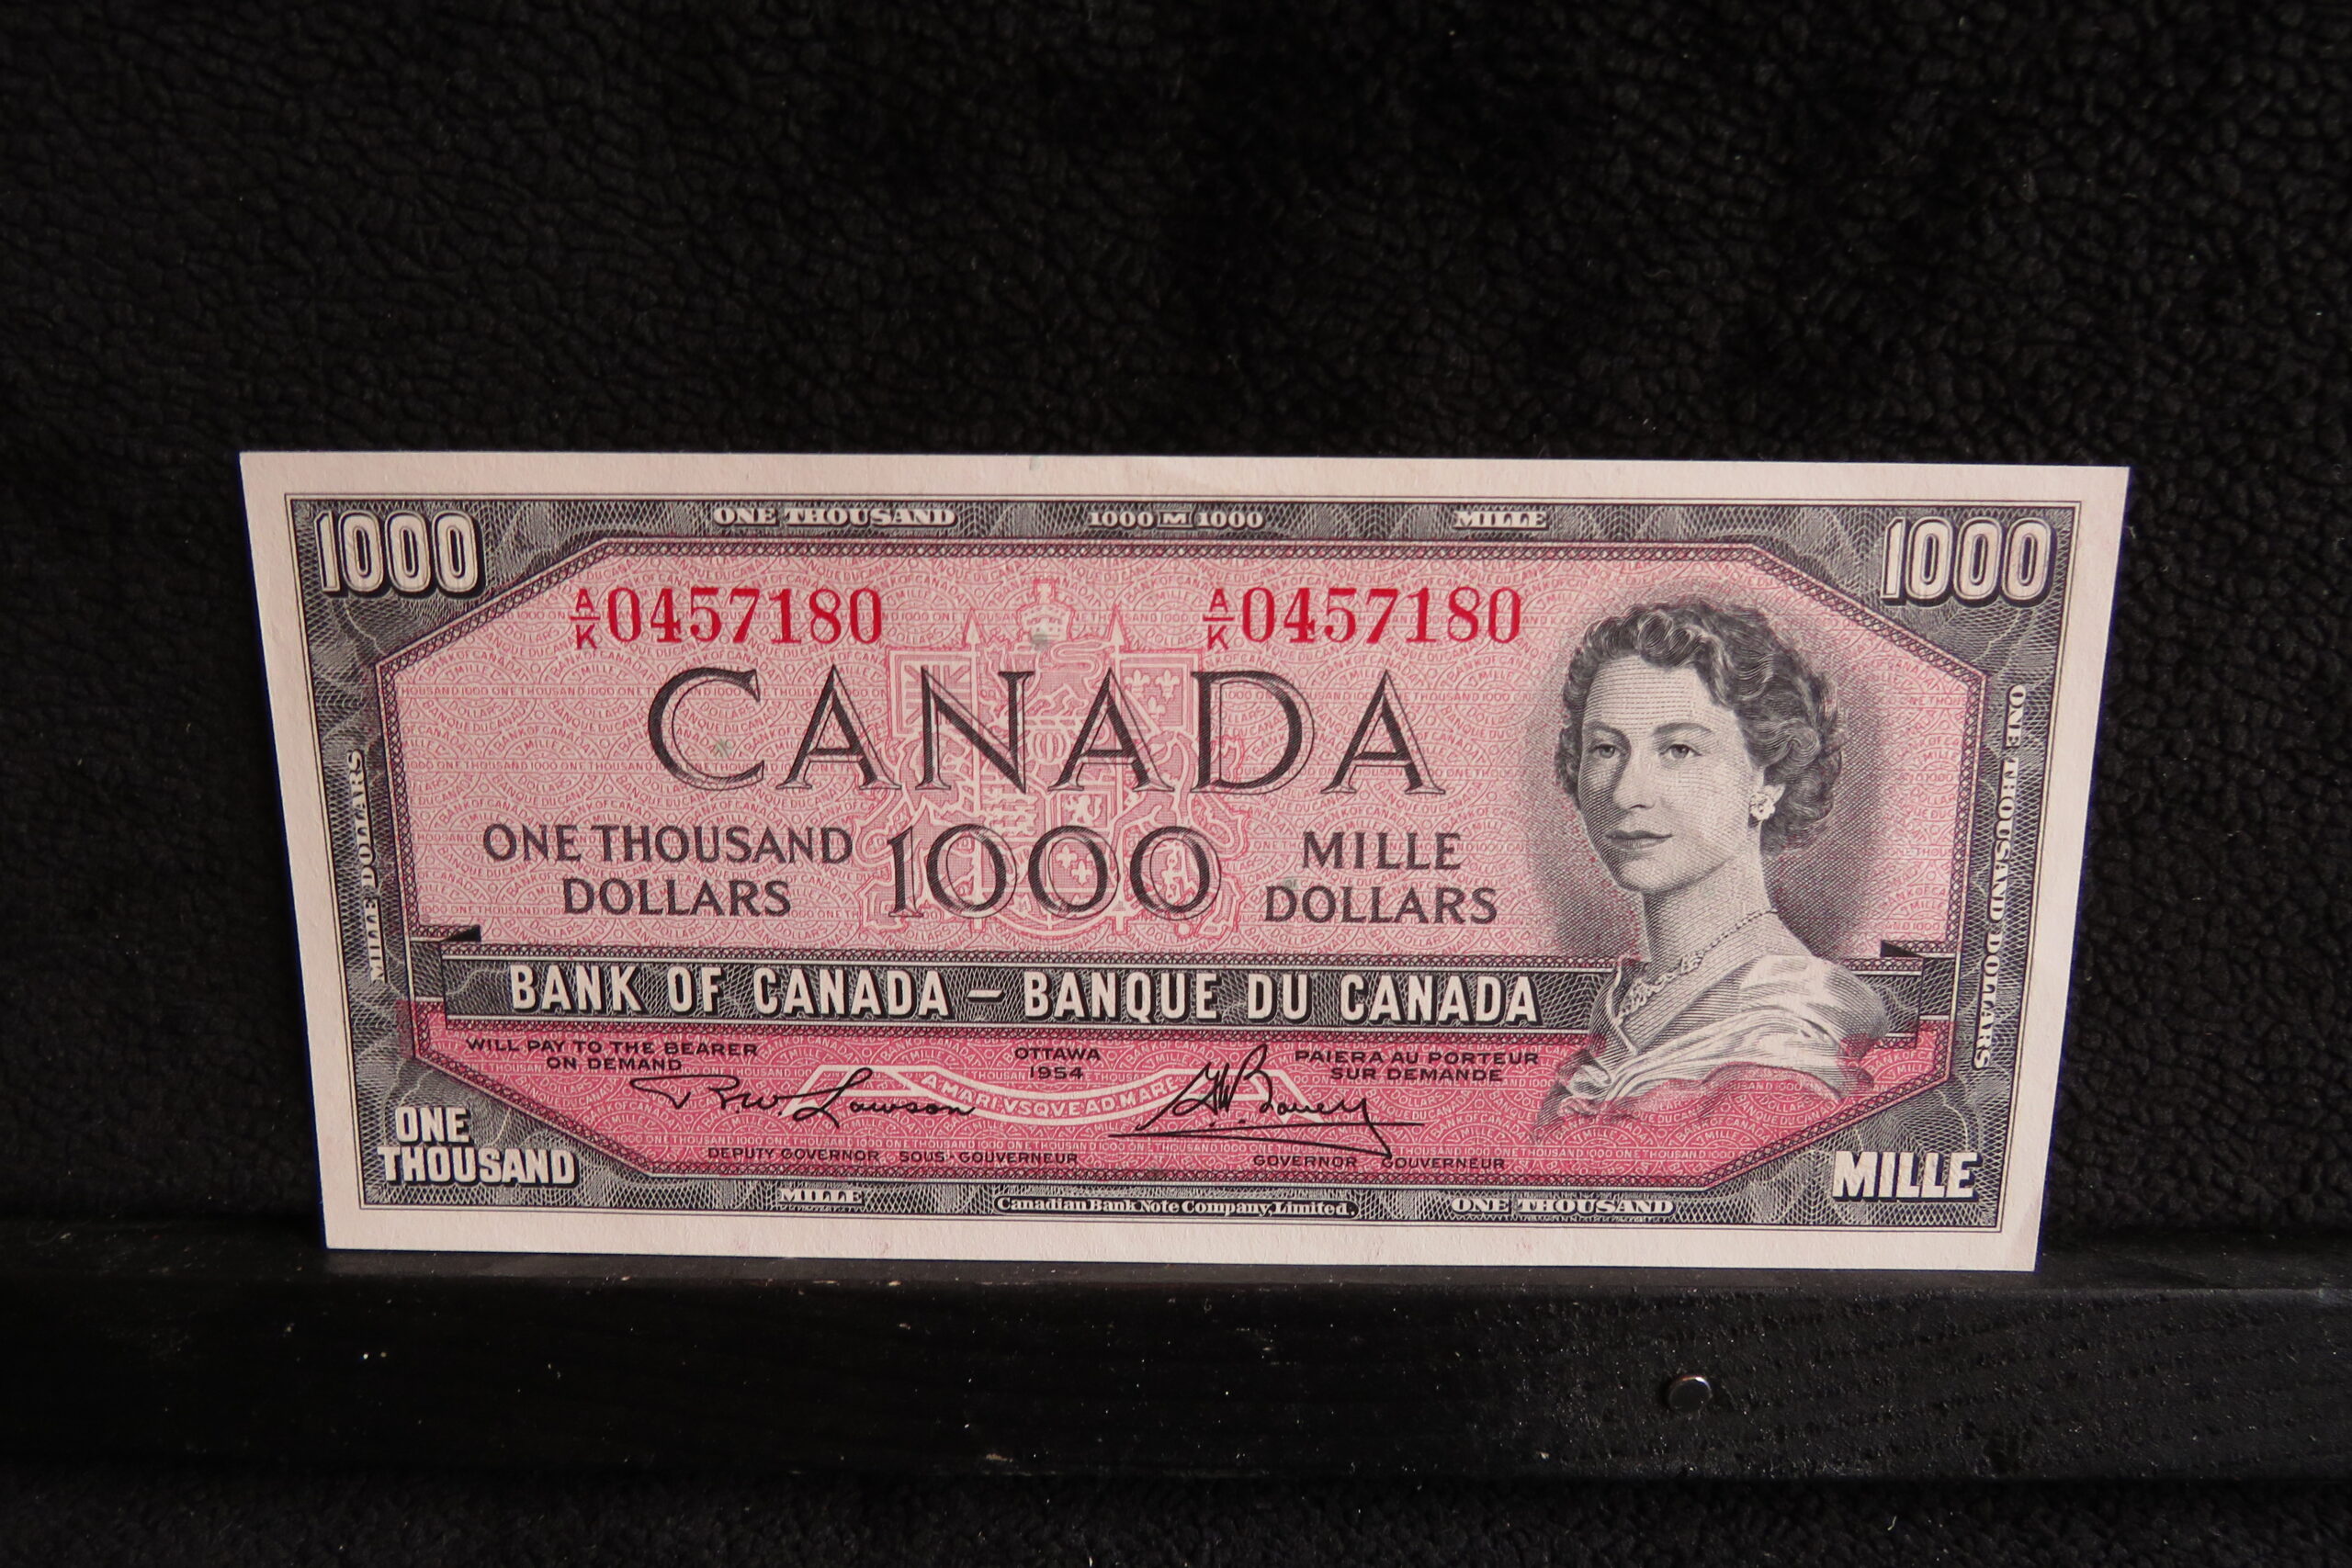 ONE THOUSAND 1000 M 1000 MILLE
1000 1000
A/K 0457180 A/K 0457180
CANADA
ONE THOUSAND DOLLARS
1000
MILLE DOLLARS
MILLE DOLLARS
ONE THOUSAND DOLLARS
BANK OF CANADA – BANQUE DU CANADA
WILL PAY TO THE BEARER
ON DEMAND
OTTAWA
1954
PAIERA AU PORTEUR
SUR DEMANDE
A MARI VSQVE AD MARE
R.W. Lawson
G.K. Bouey
DEPUTY GOVERNOR SOUS-GOUVERNEUR
GOVERNOR GOUVERNEUR
ONE
THOUSAND
MILLE
MILLE Canadian Bank Note Company, Limited. ONE THOUSAND